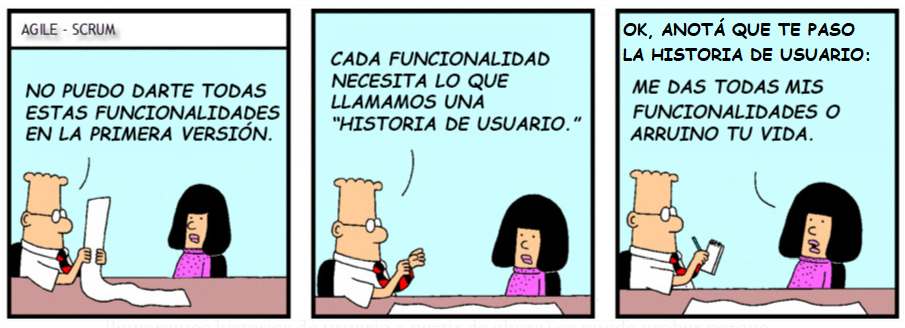 AGILE - SCRUM
NO PUEDO DARTE TODAS
ESTAS FUNCIONALIDADES
EN LA PRIMERA VERSIÓN.
CADA FUNCIONALIDAD
NECESITA LO QUE
LLAMAMOS UNA
“HISTORIA DE USUARIO.”
OK, ANOTÁ QUE TE PASO
LA HISTORIA DE USUARIO:
ME DAS TODAS MIS
FUNCIONALIDADES O
ARRUINO TU VIDA.